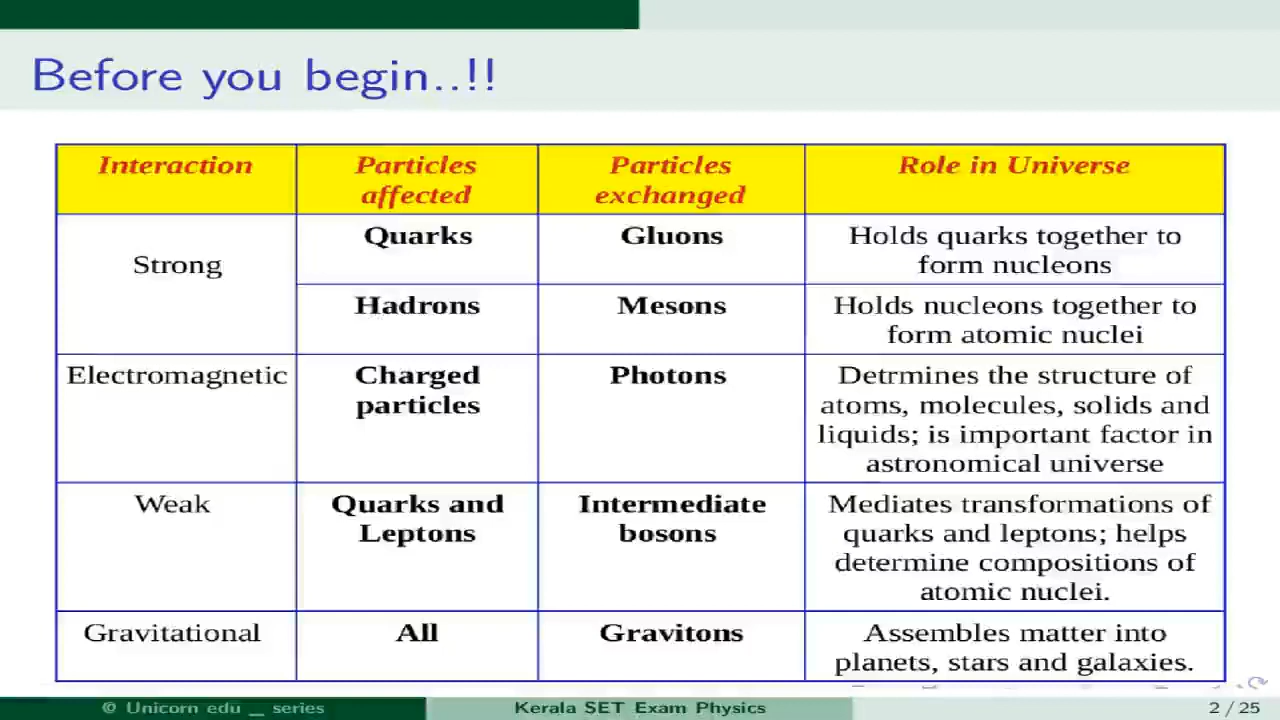 Before you begin..!!
Interaction
Particles
affected
Particles
exchanged
Role in Universe
Strong
Quarks
Gluons
Holds quarks together to
form nucleons
Hadrons
Mesons
Holds nucleons together to
form atomic nuclei
Electromagnetic
Charged
particles
Photons
Detrmines the structure of
atoms, molecules, solids and
liquids; is important factor in
astronomical universe
Weak
Quarks and
Leptons
Intermediate
bosons
Mediates transformations of
quarks and leptons; helps
determine compositions of
atomic nuclei.
Gravitational
All
Gravitons
Assembles matter into
planets, stars and galaxies.
© Unicorn edu _ series
Kerala SET Exam Physics
2 / 25